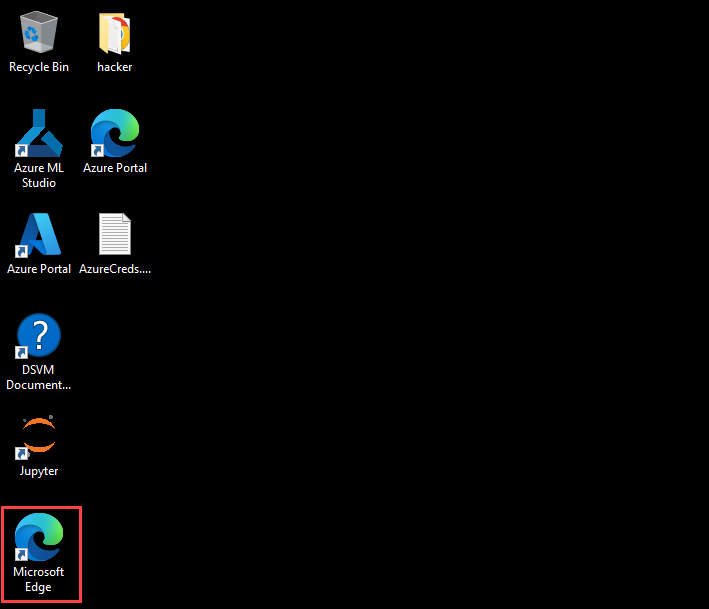 Recycle Bin
hacker
Azure ML
Studio
Azure Portal
Azure Portal
AzureCreds....
?
DSVM
Document...
Jupyter
Microsoft
Edge